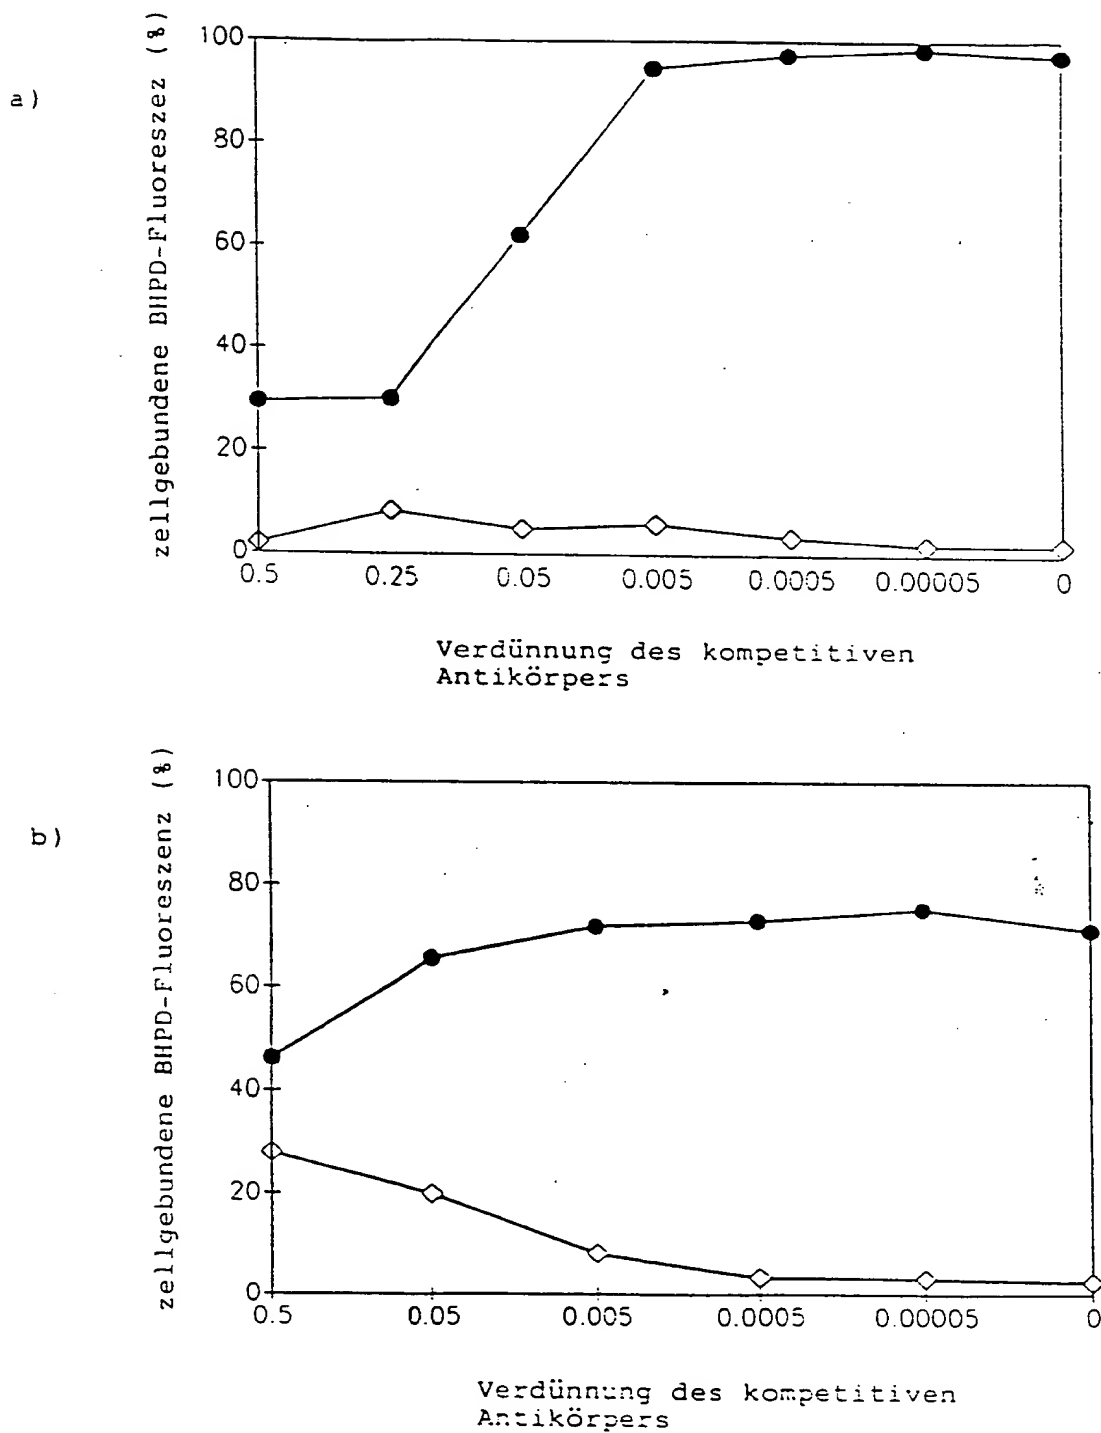 a)
zellgebundene BHPD-Fluoreszez (%)
100
80
60
40
20
0
0.5 0.25 0.05 0.005 0.0005 0.00005 0
Verdünnung des kompetitiven
Antikörpers
b)
zellgebundene BHPD-Fluoreszenz (%)
100
80
60
40
20
0
0.5 0.05 0.005 0.0005 0.00005 0
Verdünnung des kompetitiven
Antikörpers